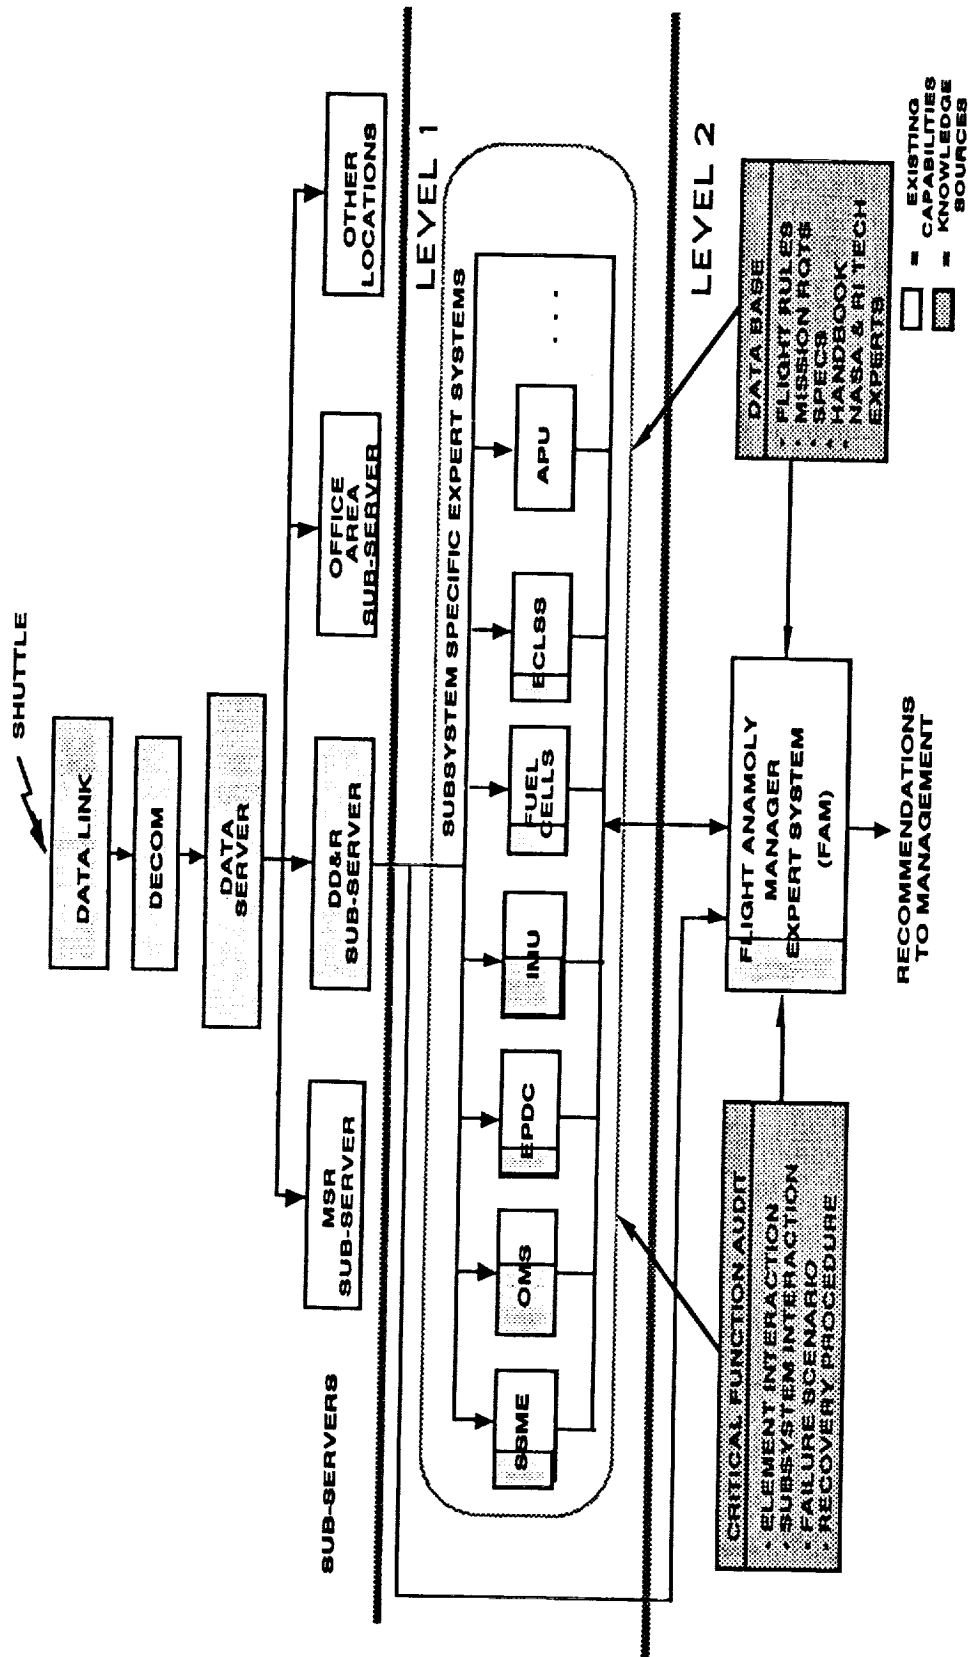 SHUTTLE
DATA LINK
DECOM
DATA
SERVER
SUB-SERVERS
MSR
SUB-SERVER
DD&R
SUB-SERVER
OFFICE
AREA
SUB-SERVER
OTHER
LOCATIONS
LEVEL 1
SUBSYSTEM SPECIFIC EXPERT SYSTEMS
SSME
OMS
EPDC
IMU
FUEL
CELLS
ECLSS
APU
. . .
LEVEL 2
CRITICAL FUNCTION AUDIT
• ELEMENT INTERACTION
• SUBSYSTEM INTERACTION
• FAILURE SCENARIO
• RECOVERY PROCEDURE
FLIGHT ANAMOLY
MANAGER
EXPERT SYSTEM
(FAM)
DATA BASE
• FLIGHT RULES
• MISSION RQTS
• SPECS
• HANDBOOK
• NASA & RI TECH
EXPERTS
RECOMMENDATIONS
TO MANAGEMENT
= EXISTING
CAPABILITIES
= KNOWLEDGE
SOURCES